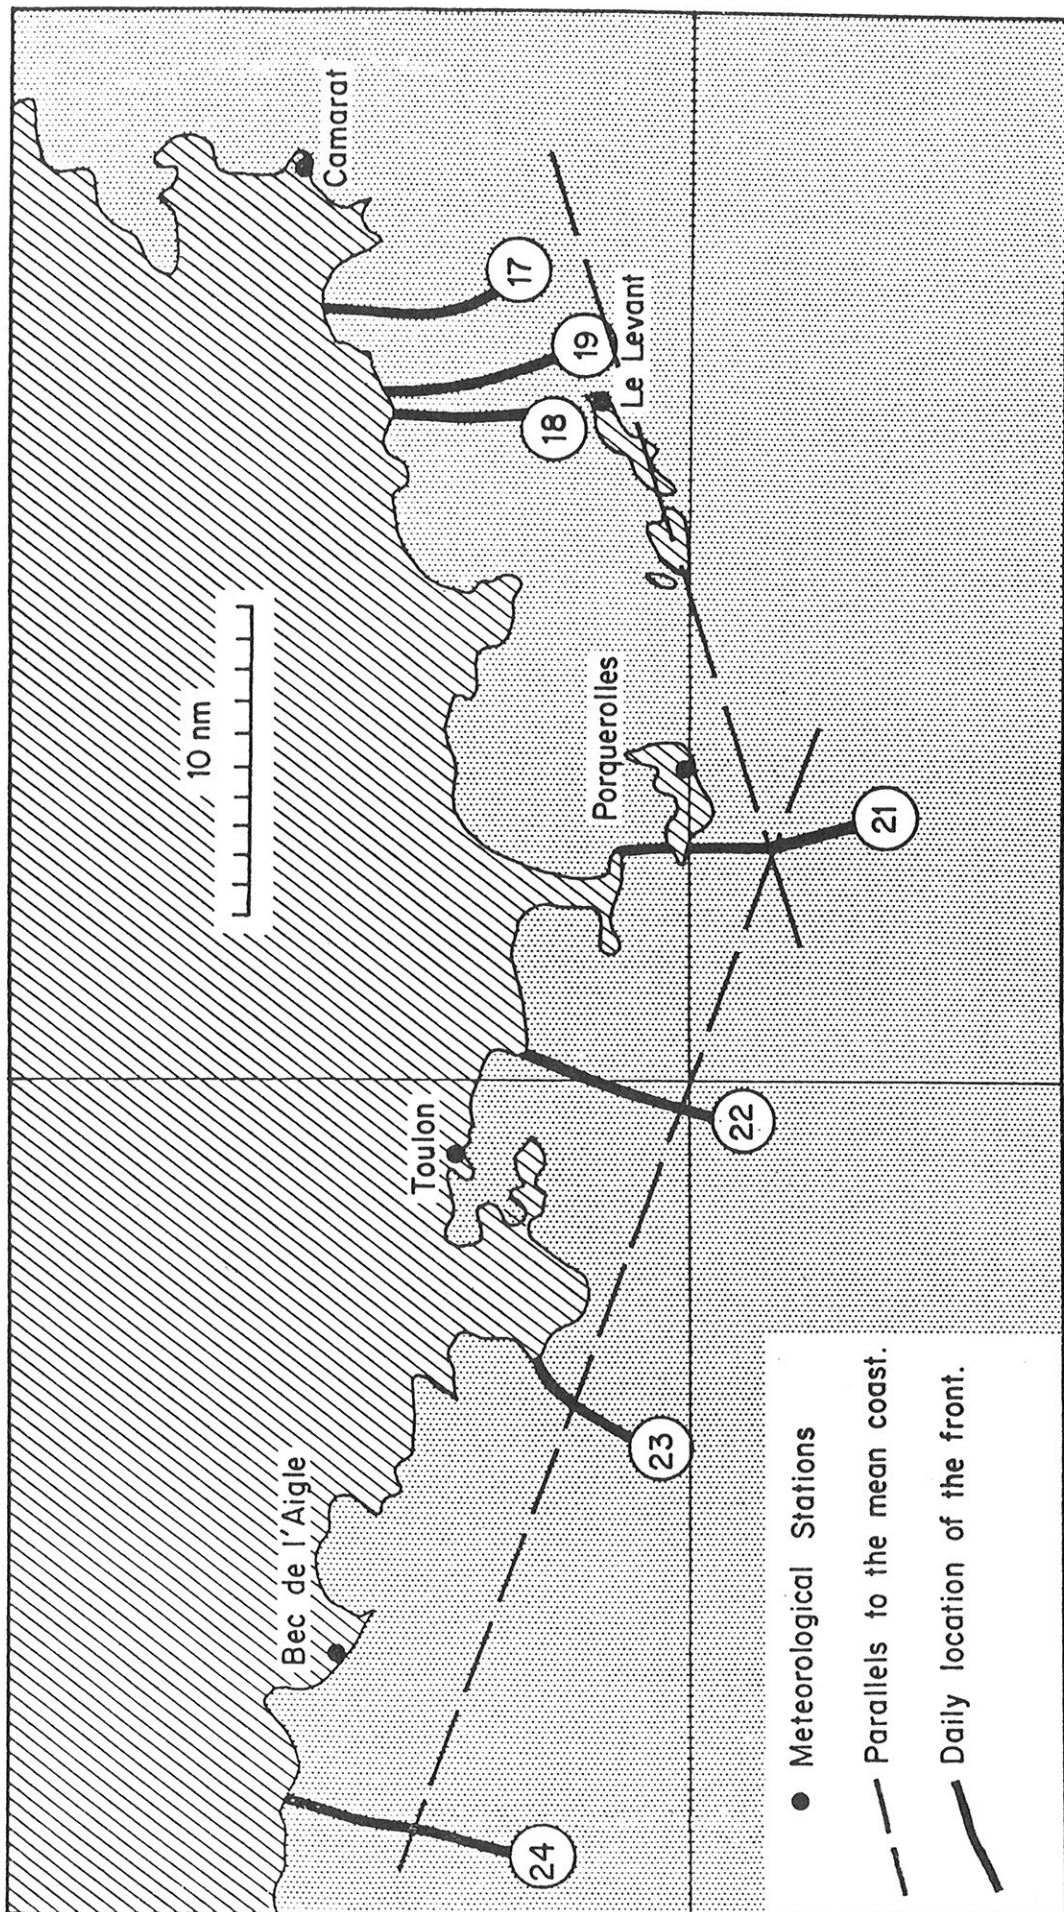 Camarat
17
19
18
Le Levant
10 nm
Porquerolles
21
Toulon
22
23
Bec de l'Aigle
24
Meteorological Stations
Parallels to the mean coast.
Daily location of the front.